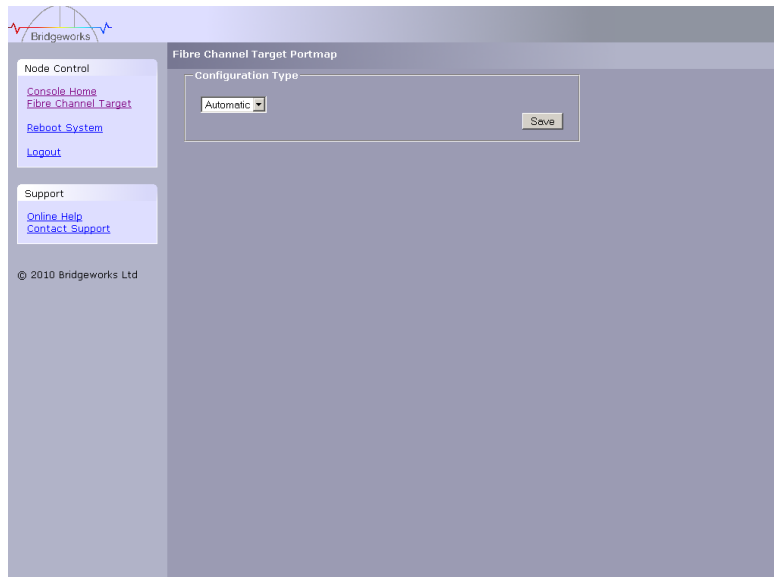 Bridgeworks
Fibre Channel Target Portmap
Node Control
Console Home
Fibre Channel Target
Reboot System
Logout
Support
Online Help
Contact Support
© 2010 Bridgeworks Ltd
Configuration Type
Automatic
Save